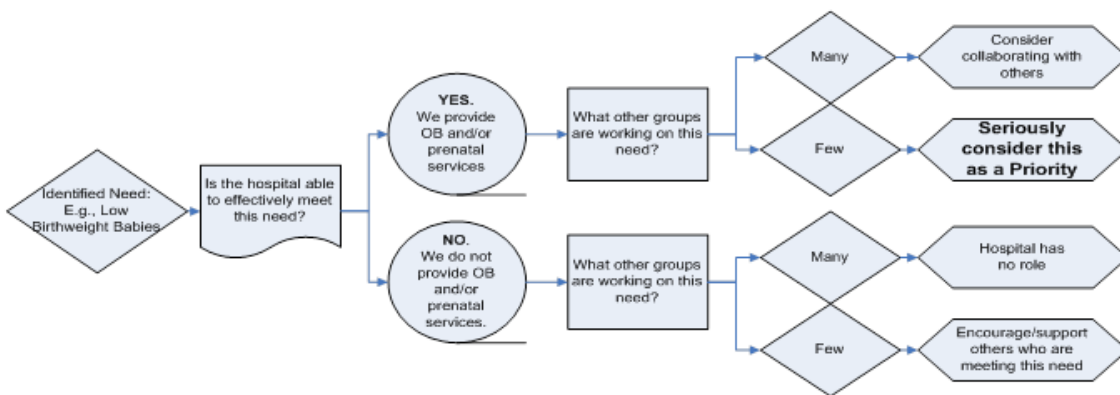 Identified Need:
E.g., Low
Birthweight Babies
Is the hospital able
to effectively meet
this need?
YES.
We provide
OB and/or
prenatal
services
What other groups
are working on this
need?
Many
Consider
collaborating with
others
Few
Seriously
consider this
as a Priority
NO.
We do not
provide OB
and/or
prenatal
services.
What other groups
are working on this
need?
Many
Hospital has
no role
Few
Encourage/support
others who are
meeting this need